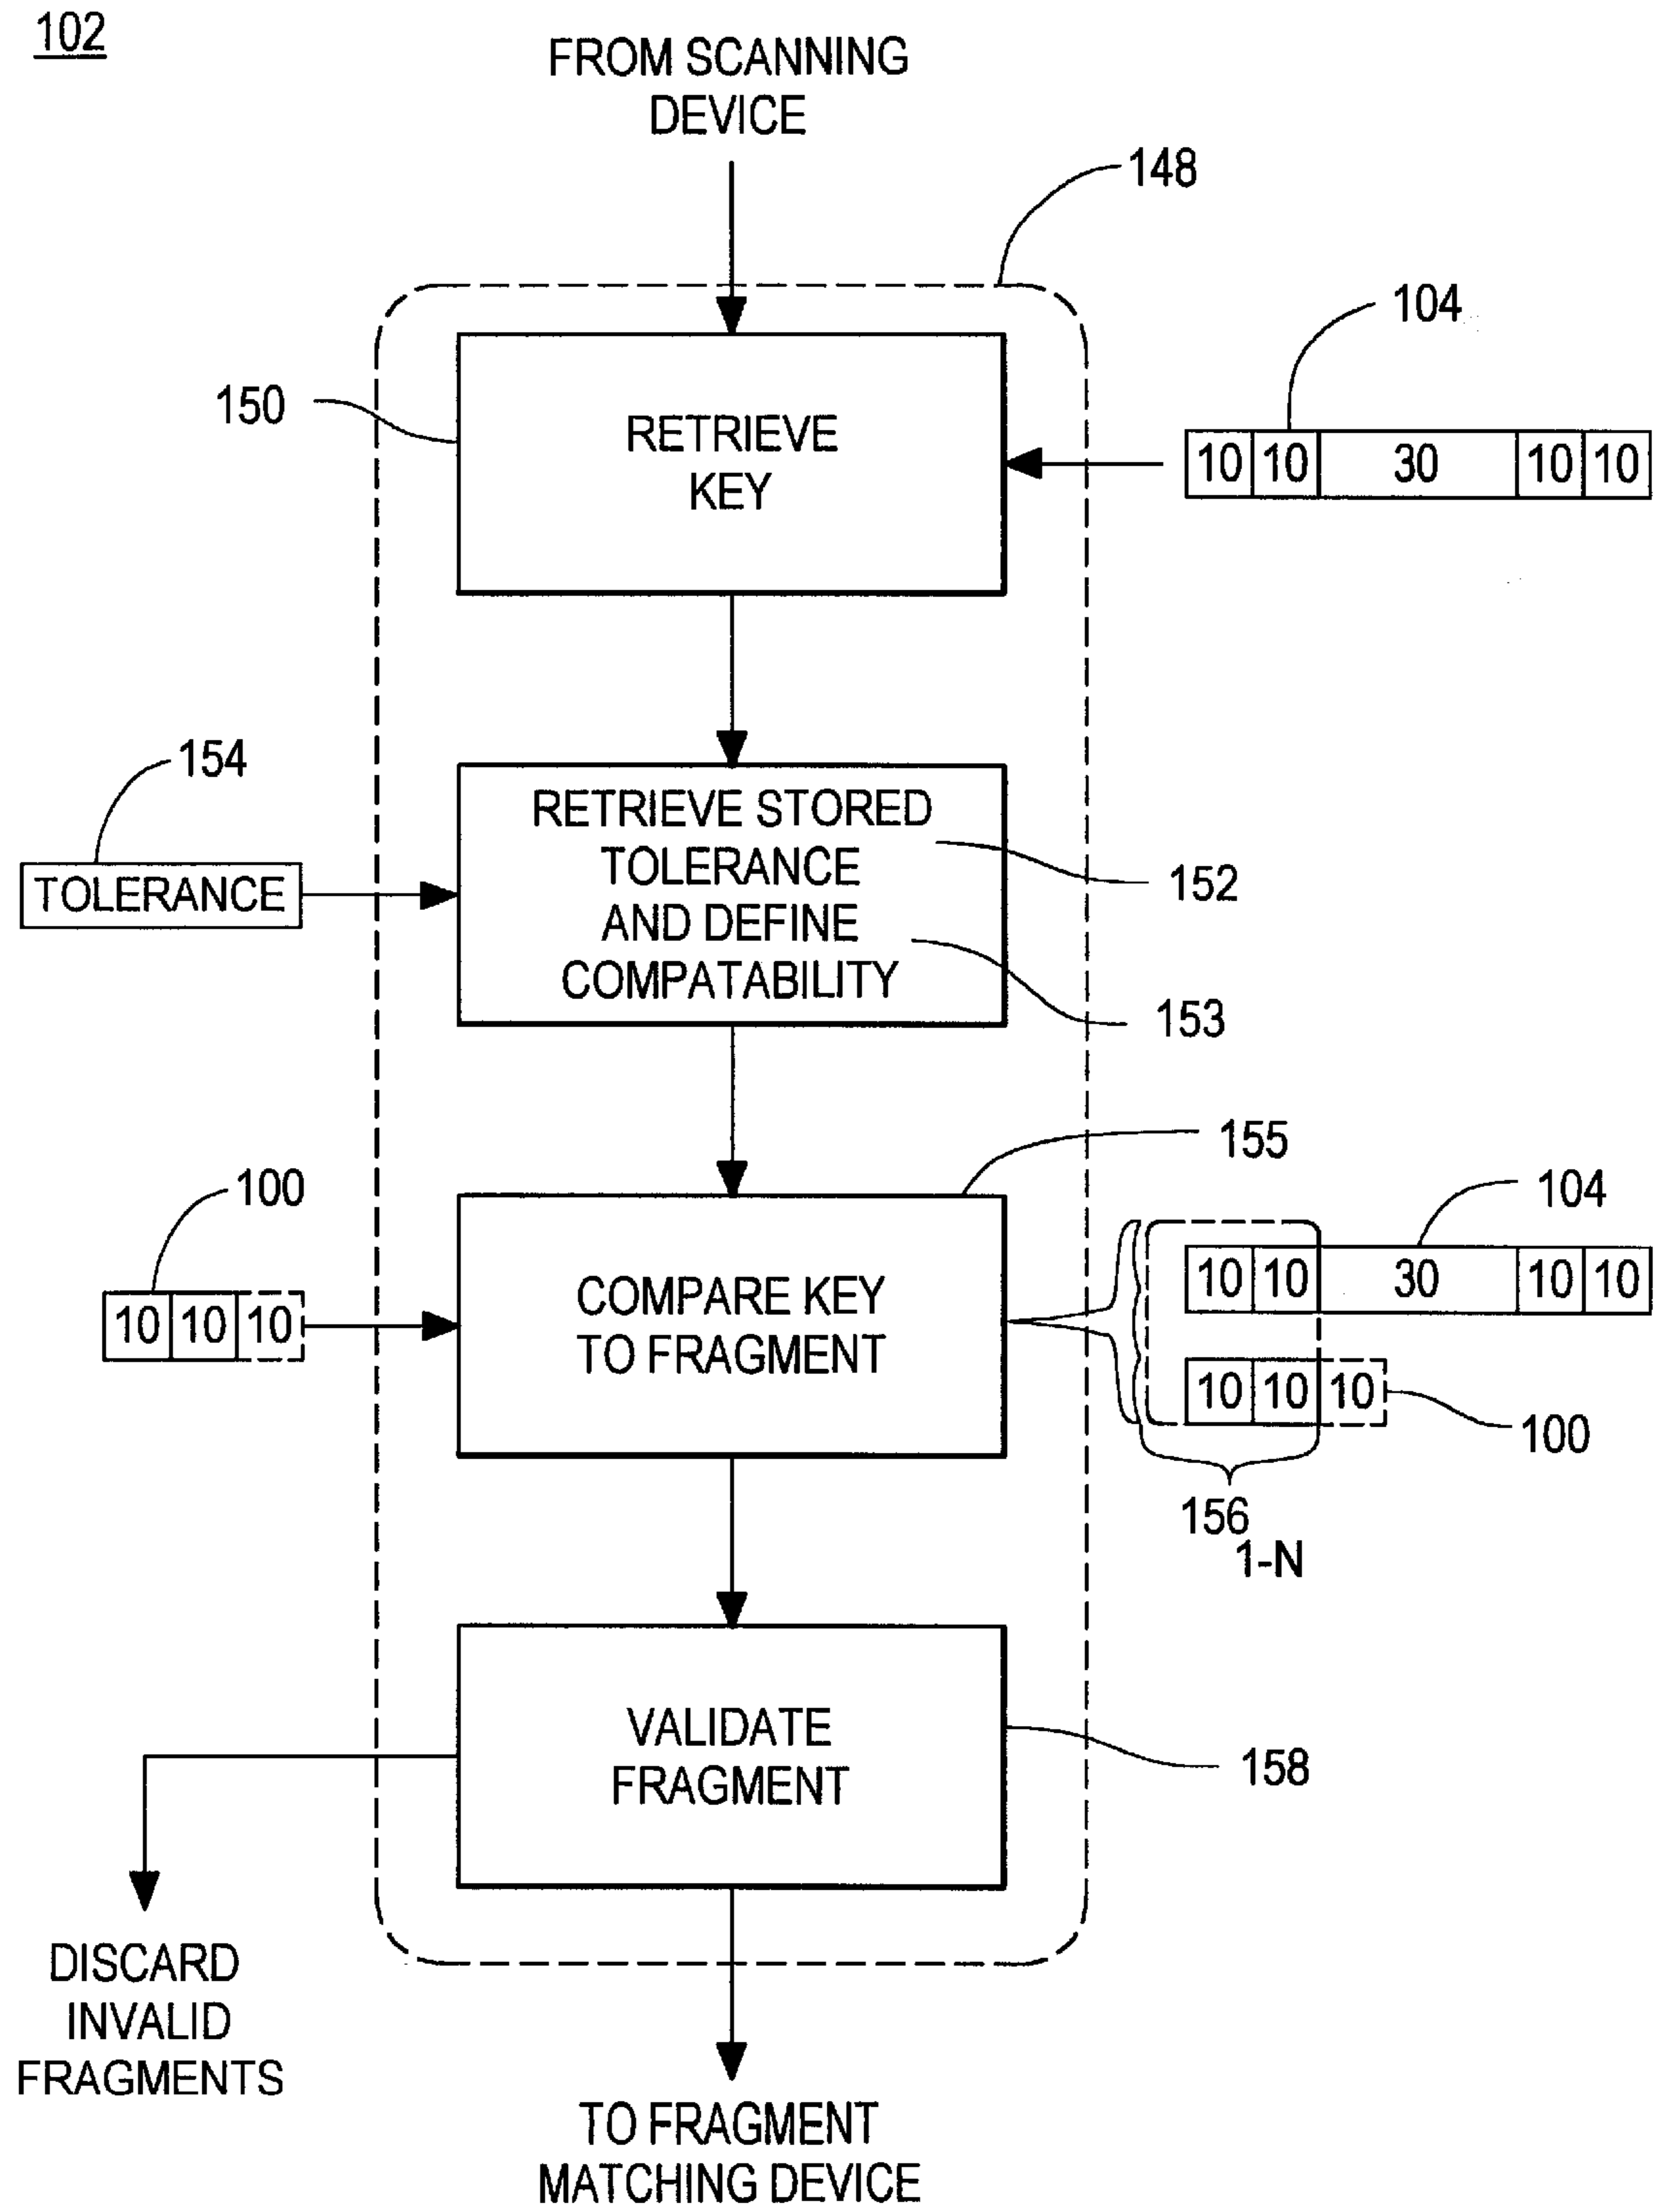 102
FROM SCANNING
DEVICE
148
104
150
RETRIEVE
KEY
10 10 30 10 10
154
TOLERANCE
RETRIEVE STORED
TOLERANCE
AND DEFINE
COMPATABILITY
152
153
155
100
10 10 10
COMPARE KEY
TO FRAGMENT
104
10 10 30 10 10
10 10 10
100
156
1-N
VALIDATE
FRAGMENT
158
DISCARD
INVALID
FRAGMENTS
TO FRAGMENT
MATCHING DEVICE